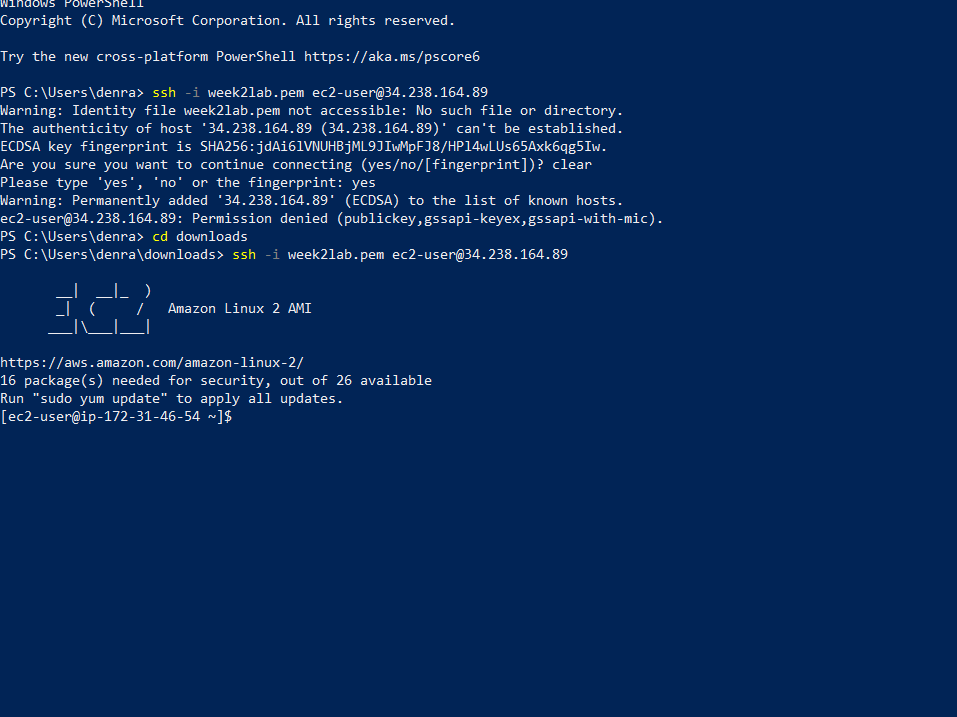 Windows PowerShell
Copyright (C) Microsoft Corporation. All rights reserved.
Try the new cross-platform PowerShell https://aka.ms/pscore6
PS C:\Users\denra> ssh -i week2lab.pem ec2-user@34.238.164.89
Warning: Identity file week2lab.pem not accessible: No such file or directory.
The authenticity of host '34.238.164.89 (34.238.164.89)' can't be established.
ECDSA key fingerprint is SHA256:jdAi6lVNUHBjML9JIwMpFJ8/HPl4wLUs65Axk6qg5Iw.
Are you sure you want to continue connecting (yes/no/[fingerprint])? clear
Please type 'yes', 'no' or the fingerprint: yes
Warning: Permanently added '34.238.164.89' (ECDSA) to the list of known hosts.
ec2-user@34.238.164.89: Permission denied (publickey,gssapi-keyex,gssapi-with-mic).
PS C:\Users\denra> cd downloads
PS C:\Users\denra\downloads> ssh -i week2lab.pem ec2-user@34.238.164.89
       __|  __|_  )
       _|  (     /   Amazon Linux 2 AMI
      ___|\___|___|
https://aws.amazon.com/amazon-linux-2/
16 package(s) needed for security, out of 26 available
Run "sudo yum update" to apply all updates.
[ec2-user@ip-172-31-46-54 ~]$